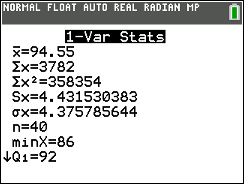 NORMAL FLOAT AUTO REAL RADIAN MP
1-Var Stats
x̄=94.55
Σx=3782
Σx²=358354
Sx=4.431530383
σx=4.375785644
n=40
minX=86
↓Q₁=92